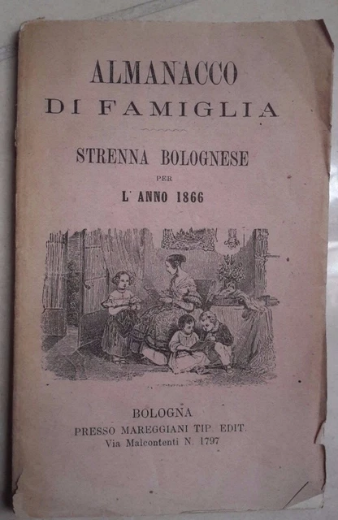 ALMANACCO
DI FAMIGLIA
STRENNA BOLOGNESE
PER
L' ANNO 1866
BOLOGNA
PRESSO MAREGGIANI TIP. EDIT.
Via Malcontenti N. 1797